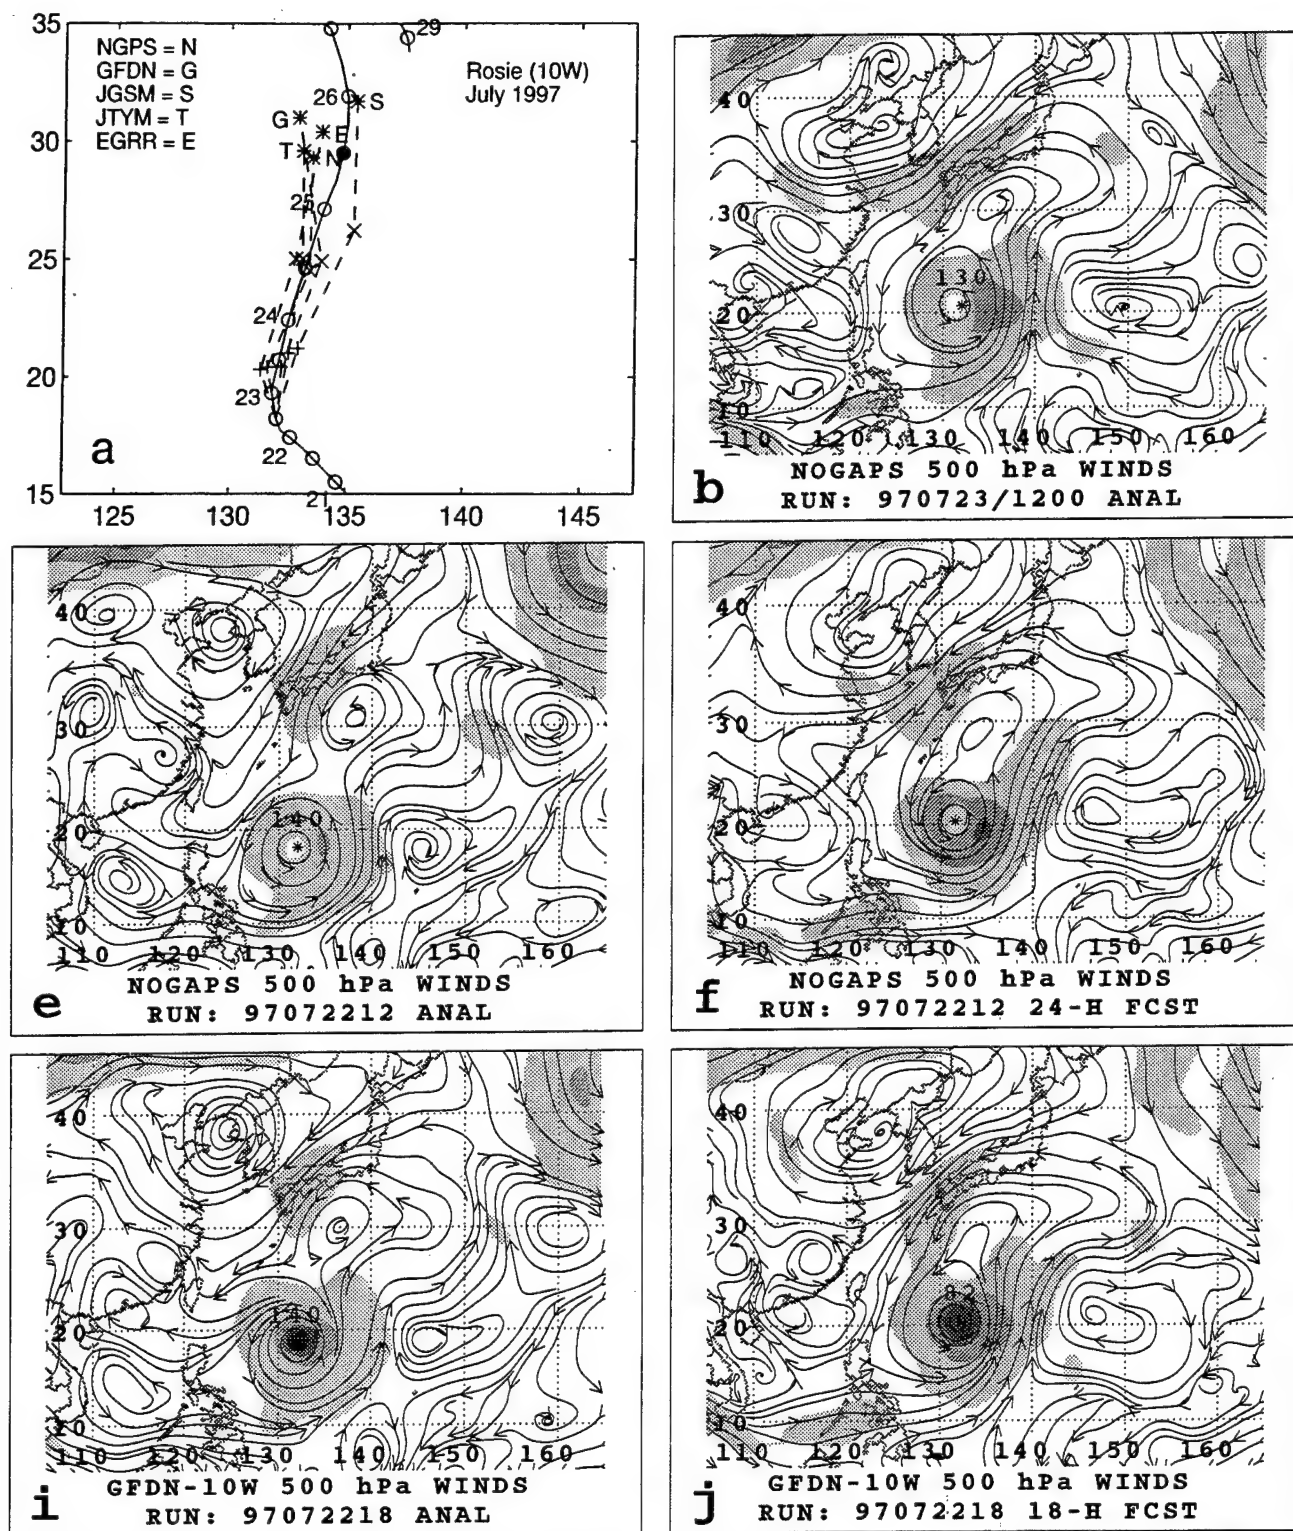 35
30
25
20
15
125
130
135
140
145
NGPS = N
GFDN = G
JGSM = S
JTYM = T
EGRR = E
Rosie (10W)
July 1997
29
26
S
G
E
T
N
25
24
23
22
21
a
40
30
20
10
130
110 120 130 140 150 160
b
NOGAPS 500 hPa WINDS
RUN: 970723/1200 ANAL
40
30
20
10
140
110 120 130 140 150 160
e
NOGAPS 500 hPa WINDS
RUN: 97072212 ANAL
40
30
20
10
110 120 130 140 150 160
f
NOGAPS 500 hPa WINDS
RUN: 97072212 24-H FCST
40
30
20
10
140
110 120 130 140 150 160
i
GFDN-10W 500 hPa WINDS
RUN: 97072218 ANAL
40
30
20
10
82
110 120 130 140 150 160
j
GFDN-10W 500 hPa WINDS
RUN: 97072218 18-H FCST